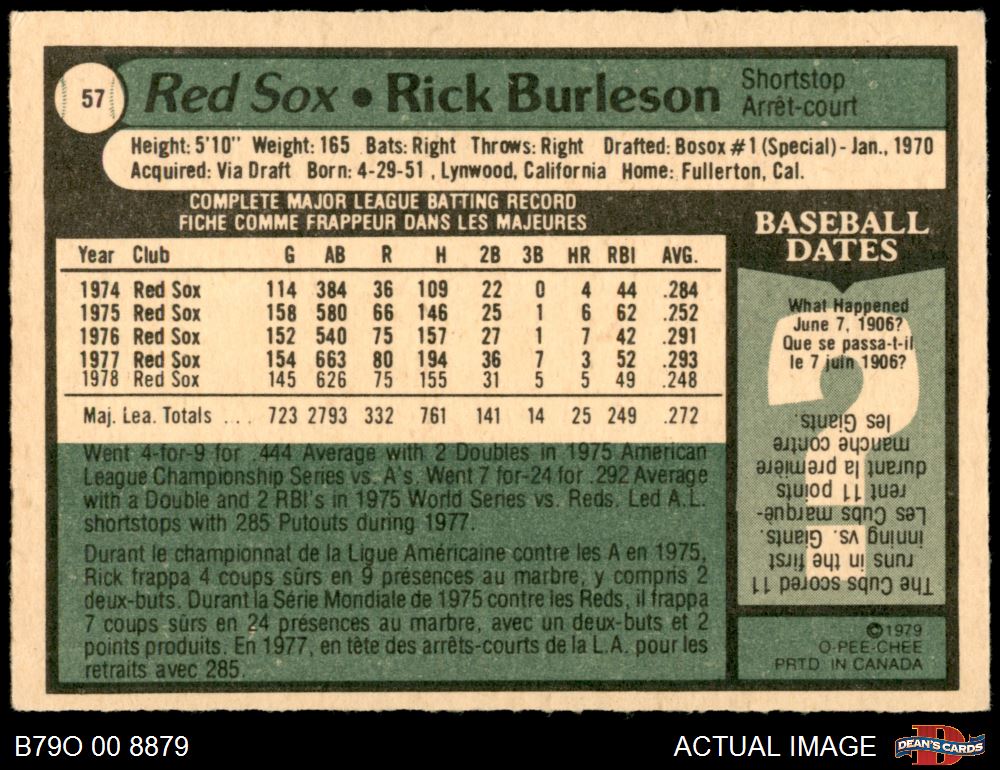 57
Red Sox • Rick Burleson
Shortstop
Arrêt-court
Height: 5'10" Weight: 165 Bats: Right Throws: Right Drafted: Bosox #1 (Special) - Jan., 1970
Acquired: Via Draft Born: 4-29-51, Lynwood, California Home: Fullerton, Cal.
COMPLETE MAJOR LEAGUE BATTING RECORD
FICHE COMME FRAPPEUR DANS LES MAJEURES
Year Club G AB R H 2B 3B HR RBI AVG.
1974 Red Sox 114 384 36 109 22 0 4 44 .284
1975 Red Sox 158 580 66 146 25 1 6 62 .252
1976 Red Sox 152 540 75 157 27 1 7 42 .291
1977 Red Sox 154 663 80 194 36 7 3 52 .293
1978 Red Sox 145 626 75 155 31 5 5 49 .248
Maj. Lea. Totals ... 723 2793 332 761 141 14 25 249 .272
Went 4-for-9 for .444 Average with 2 Doubles in 1975 American
League Championship Series vs. A's. Went 7 for-24 for .292 Average
with a Double and 2 RBI's in 1975 World Series vs. Reds. Led A.L.
shortstops with 285 Putouts during 1977.
Durant le championnat de la Ligue Américaine contre les A en 1975,
Rick frappa 4 coups sûrs en 9 présences au marbre, y compris 2
deux-buts. Durant la Série Mondiale de 1975 contre les Reds, il frappa
7 coups sûrs en 24 présences au marbre, avec un deux-buts et 2
points produits. En 1977, en tête des arrêts-courts de la L.A. pour les
retraits avec 285.
BASEBALL
DATES
What Happened
June 7, 1906?
Que se passa-t-il
le 7 juin 1906?
The Cubs scored 11
runs in the first
inning vs. Giants.
Les Cubs marquè-
rent 11 points
durant la première
manche contre
les Giants.
©1979
O-PEE-CHEE
PRTD IN CANADA
B79O 00 8879
ACTUAL IMAGE
D
DEAN'S CARDS